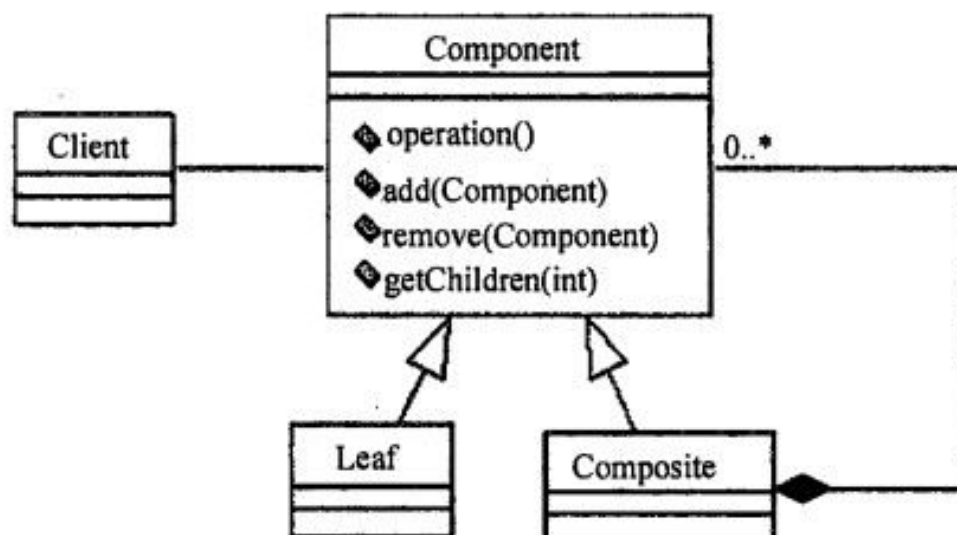 Component
Client
operation()
add(Component)
remove(Component)
getChildren(int)
0..*
Leaf
Composite